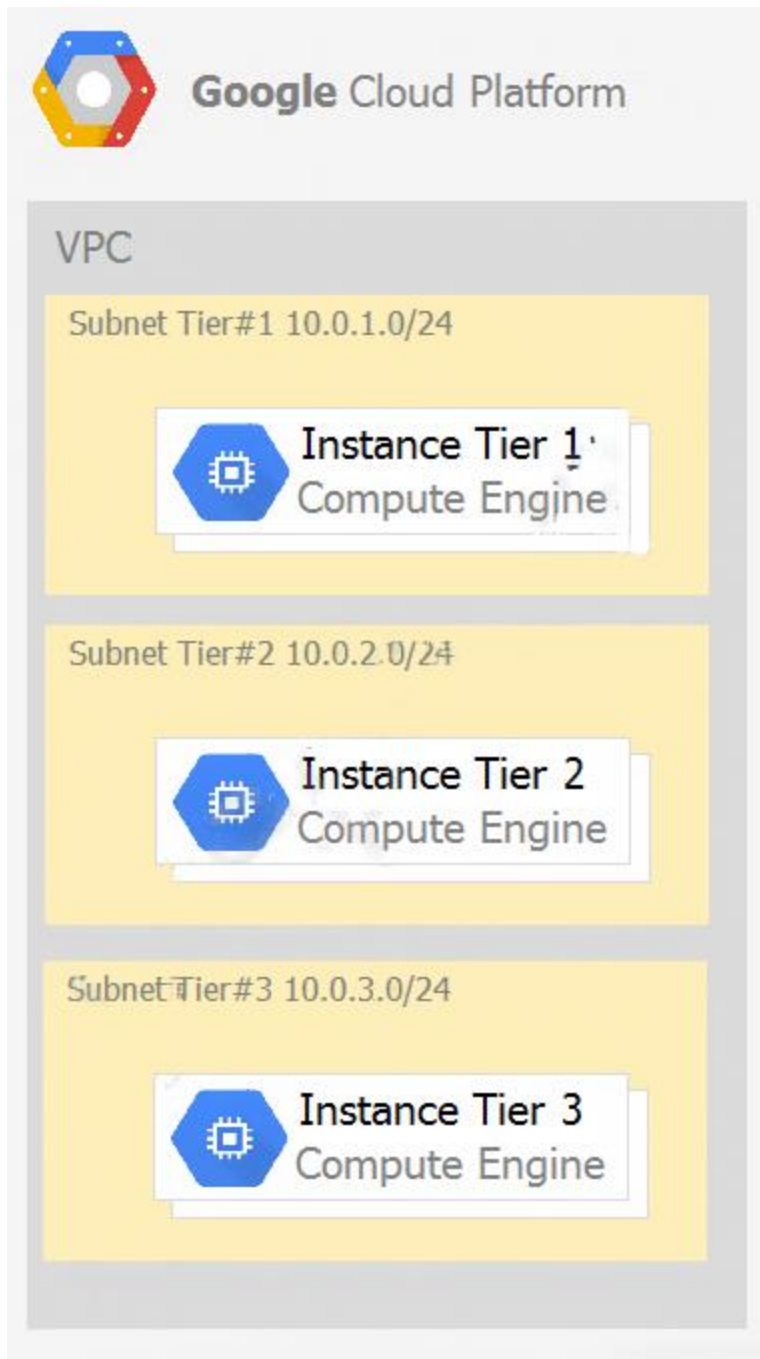 Google Cloud Platform
VPC
Subnet Tier#1 10.0.1.0/24
Instance Tier 1
Compute Engine
Subnet Tier#2 10.0.2.0/24
Instance Tier 2
Compute Engine
Subnet Tier#3 10.0.3.0/24
Instance Tier 3
Compute Engine